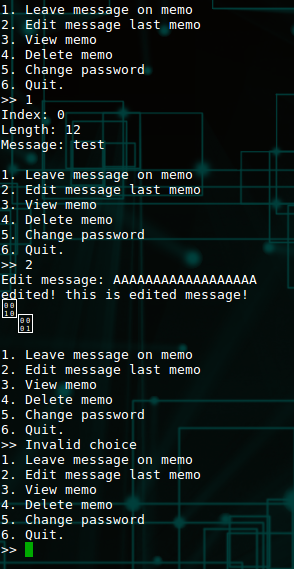 1. Leave message on memo
2. Edit message last memo
3. View memo
4. Delete memo
5. Change password
6. Quit.
>> 1
Index: 0
Length: 12
Message: test
1. Leave message on memo
2. Edit message last memo
3. View memo
4. Delete memo
5. Change password
6. Quit.
>> 2
Edit message: AAAAAAAAAAAAAAAAAA
edited! this is edited message!
00
10
00
01
1. Leave message on memo
2. Edit message last memo
3. View memo
4. Delete memo
5. Change password
6. Quit.
>> Invalid choice
1. Leave message on memo
2. Edit message last memo
3. View memo
4. Delete memo
5. Change password
6. Quit.
>>